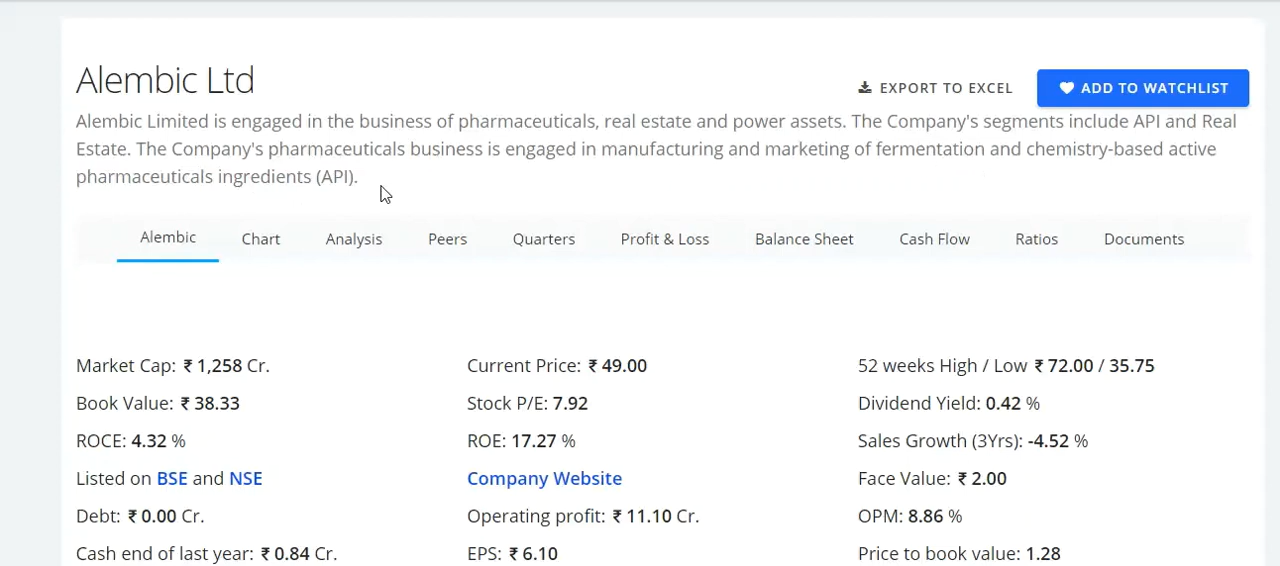 Alembic Ltd
EXPORT TO EXCEL
ADD TO WATCHLIST
Alembic Limited is engaged in the business of pharmaceuticals, real estate and power assets. The Company's segments include API and Real
Estate. The Company's pharmaceuticals business is engaged in manufacturing and marketing of fermentation and chemistry-based active
pharmaceuticals ingredients (API).
Alembic Chart Analysis Peers Quarters Profit & Loss Balance Sheet Cash Flow Ratios Documents
Market Cap: ₹ 1,258 Cr. Current Price: ₹ 49.00 52 weeks High / Low ₹ 72.00 / 35.75
Book Value: ₹ 38.33 Stock P/E: 7.92 Dividend Yield: 0.42 %
ROCE: 4.32 % ROE: 17.27 % Sales Growth (3Yrs): -4.52 %
Listed on BSE and NSE Company Website Face Value: ₹ 2.00
Debt: ₹ 0.00 Cr. Operating profit: ₹ 11.10 Cr. OPM: 8.86 %
Cash end of last year: ₹ 0.84 Cr. EPS: ₹ 6.10 Price to book value: 1.28